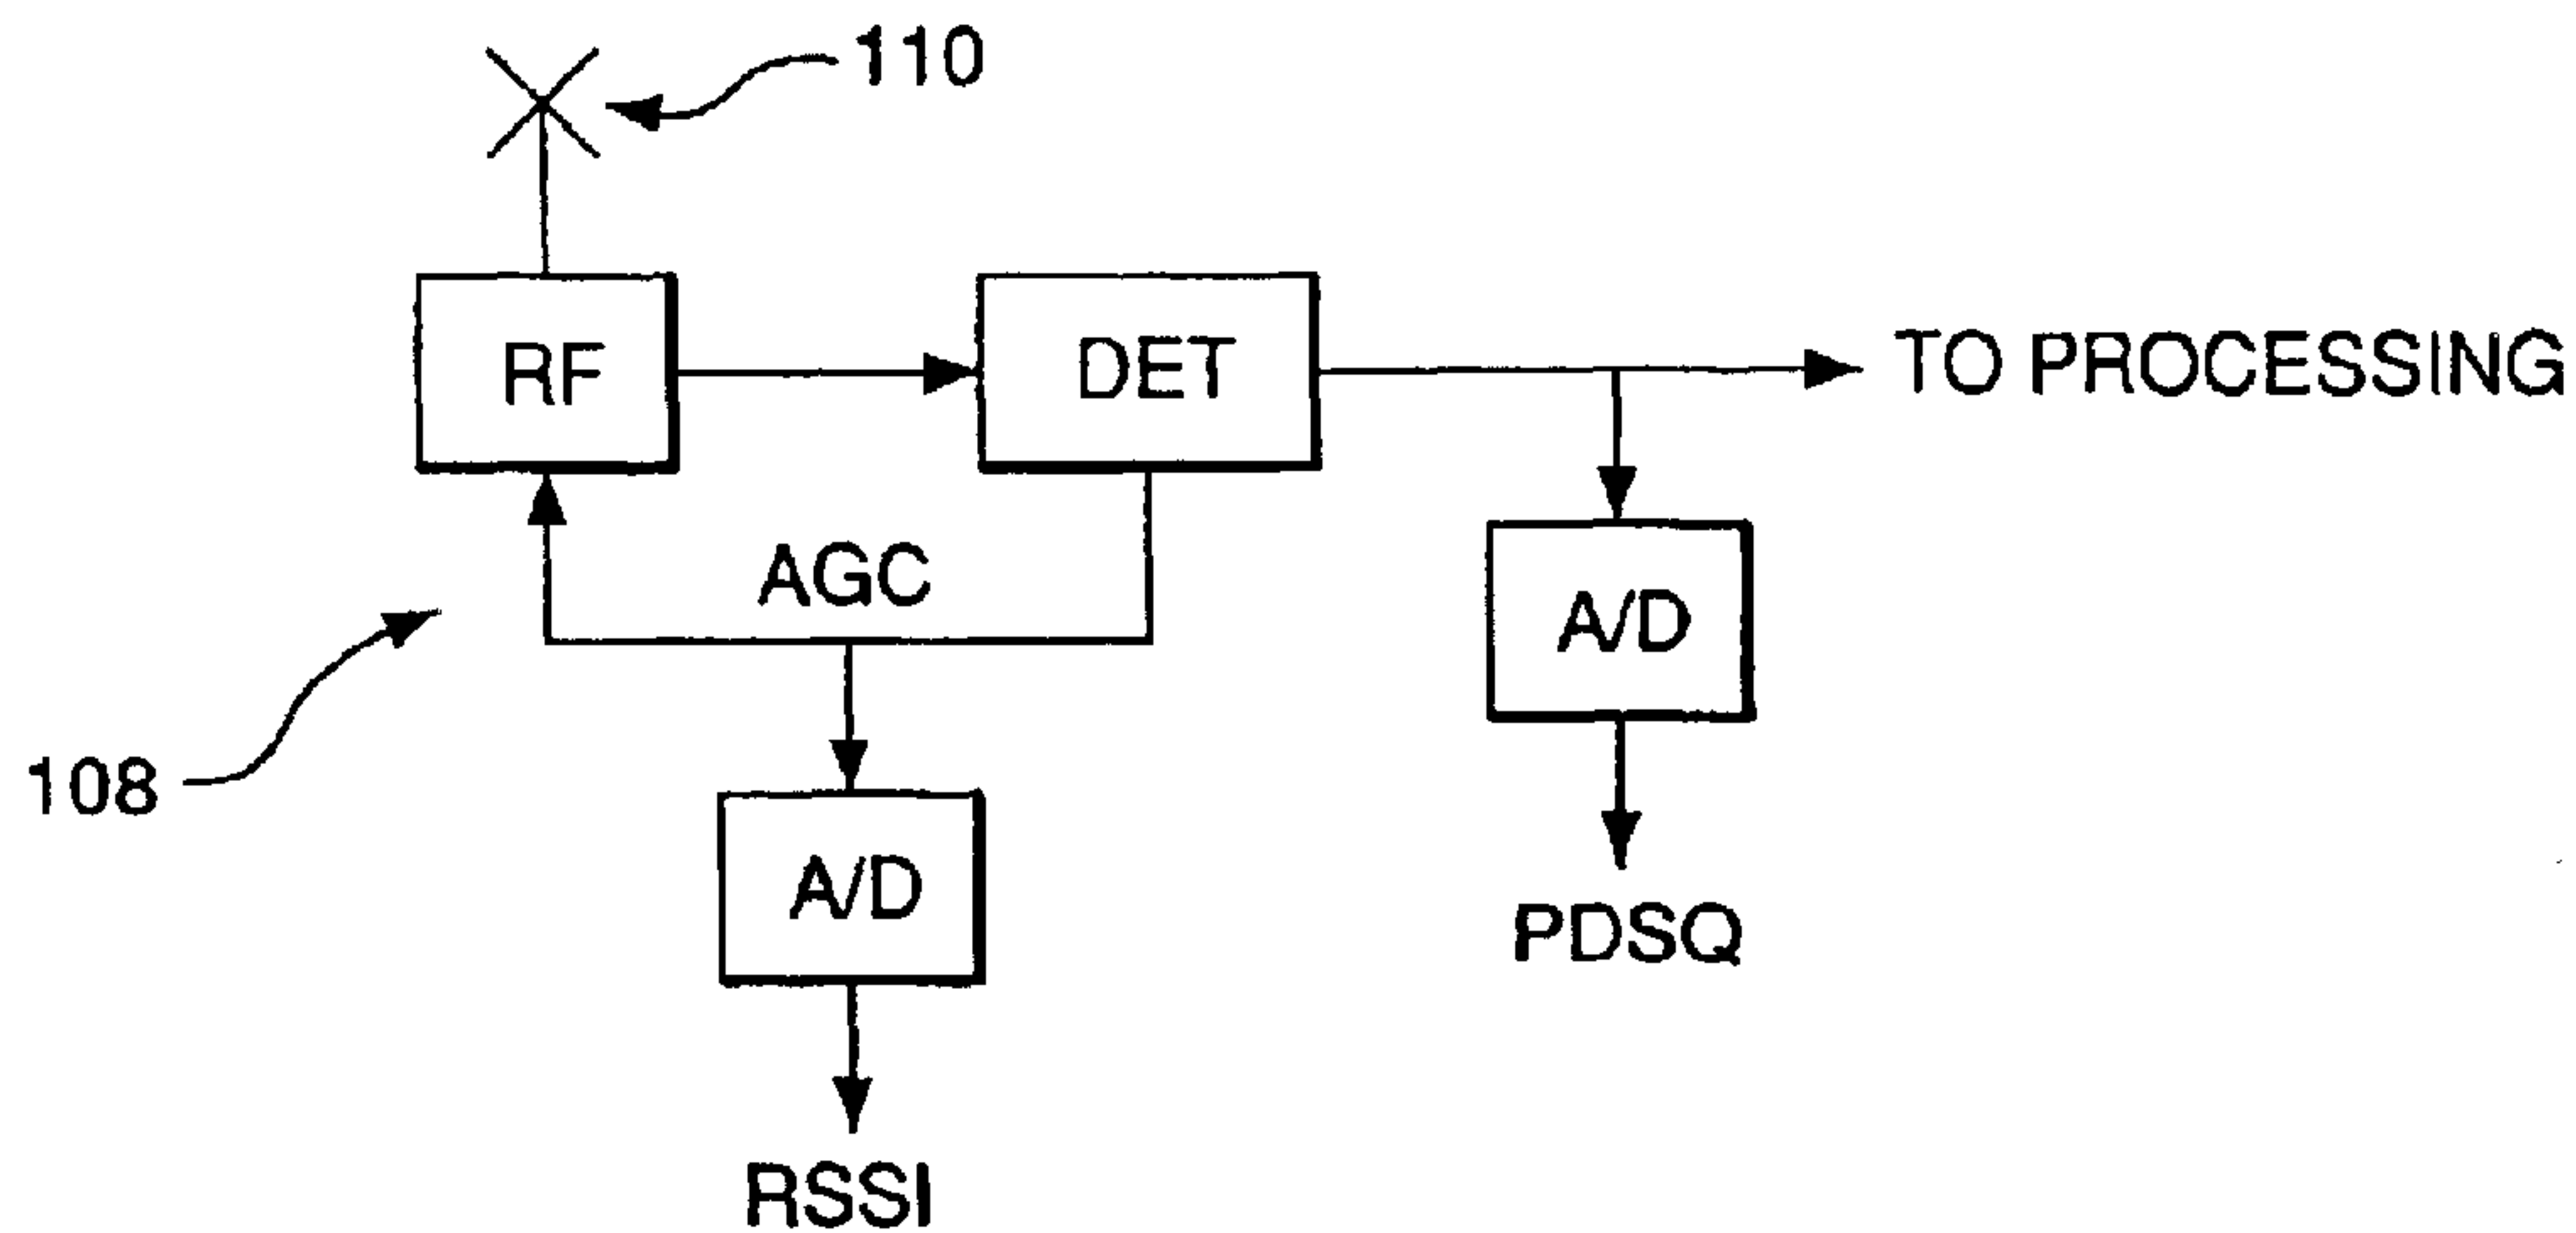 110
RF
DET
TO PROCESSING
AGC
A/D
108
A/D
PDSQ
RSSI